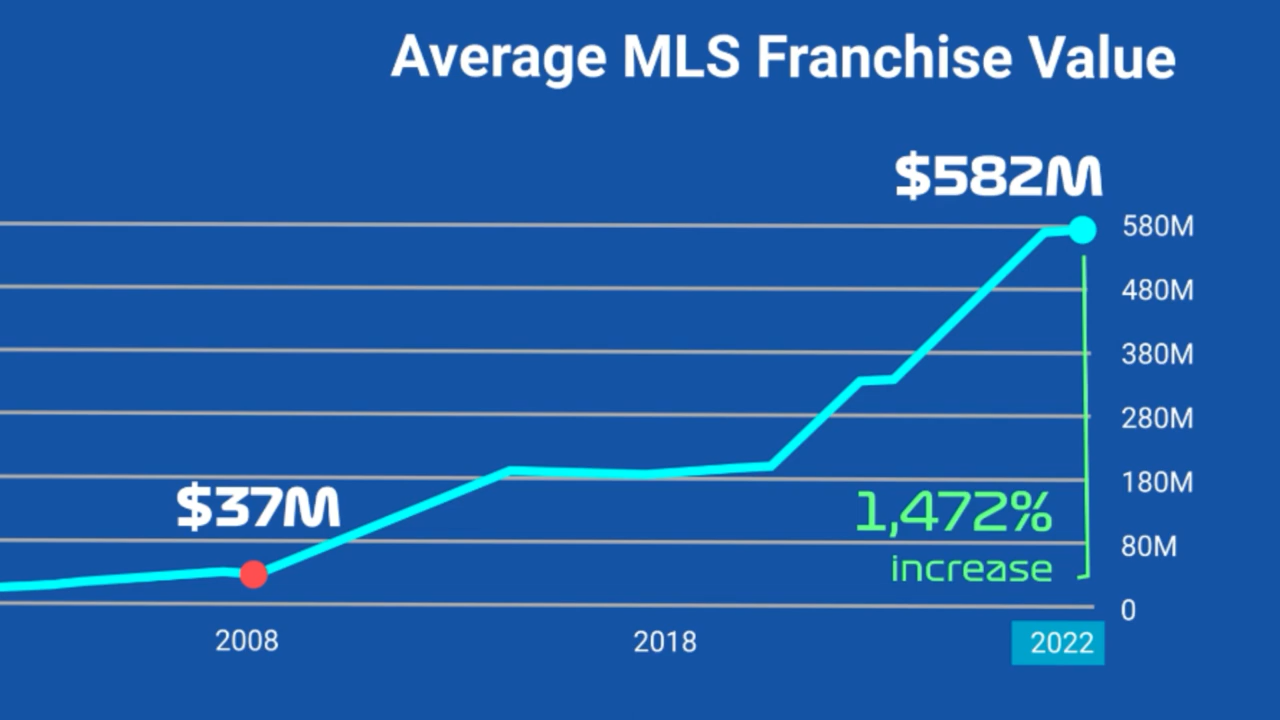 Average MLS Franchise Value
$582M
580M
480M
380M
280M
180M
80M
0
$37M
1,472%
increase
2008
2018
2022